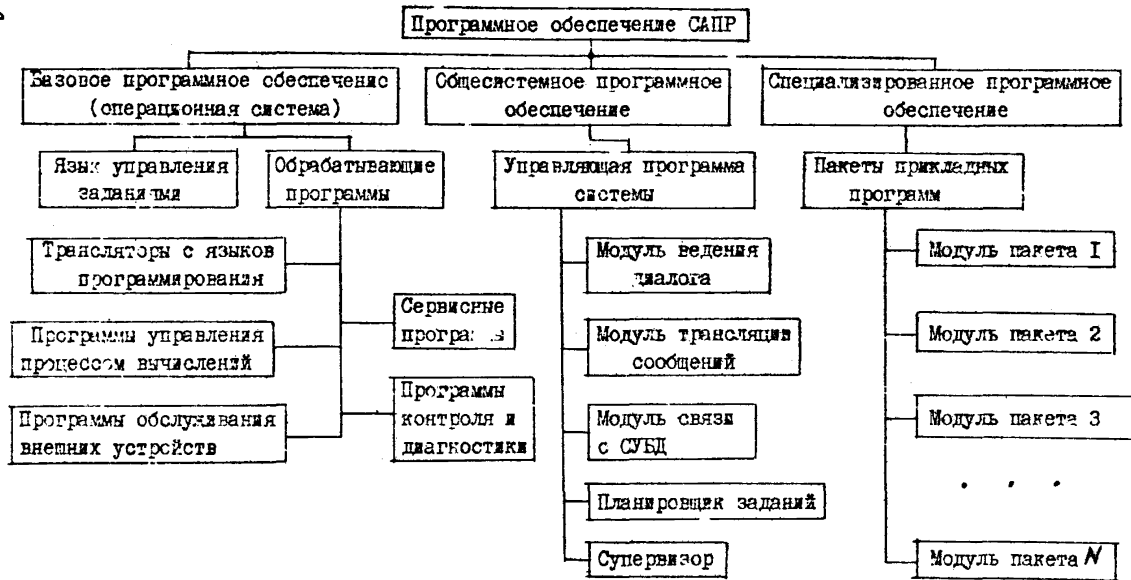 Программное обеспечение САПР
Базовое программное обеспечение
(операционная система)
Общесистемное программное
обеспечение
Специализированное программное
обеспечение
Язык управления
заданиями
Обрабатывающие
программы
Управляющая программа
системы
Пакеты прикладных
программ
Трансляторы с языков
программирования
Программы управления
процессом вычислений
Программы обслуживания
внешних устройств
Сервисные
программы
Программы
контроля и
диагностики
Модуль ведения
диалога
Модуль трансляции
сообщений
Модуль связи
с СУБД
Планировщик заданий
Супервизор
Модуль пакета I
Модуль пакета 2
Модуль пакета 3
. . .
Модуль пакета N